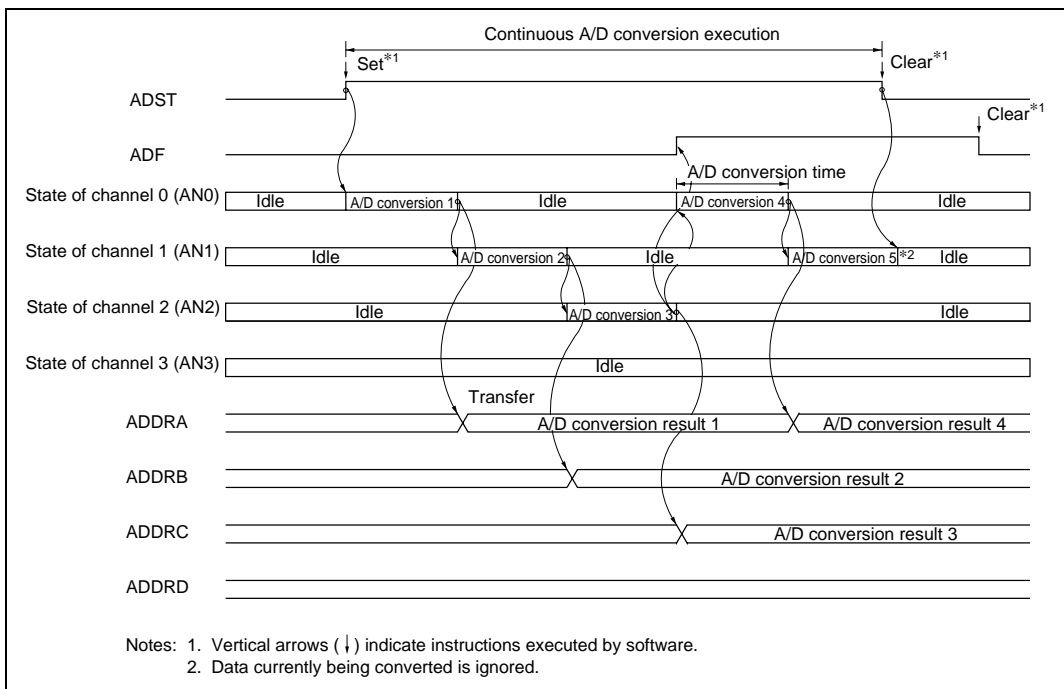 Continuous A/D conversion execution
Set*1
Clear*1
ADST
Clear*1
ADF
A/D conversion time
State of channel 0 (AN0)
Idle
A/D conversion 1
Idle
A/D conversion 4
Idle
State of channel 1 (AN1)
Idle
A/D conversion 2
Idle
A/D conversion 5
*2
Idle
State of channel 2 (AN2)
Idle
A/D conversion 3
Idle
State of channel 3 (AN3)
Idle
Transfer
ADDRA
A/D conversion result 1
A/D conversion result 4
ADDRB
A/D conversion result 2
ADDRC
A/D conversion result 3
ADDRD
Notes: 1. Vertical arrows (↓) indicate instructions executed by software.
2. Data currently being converted is ignored.